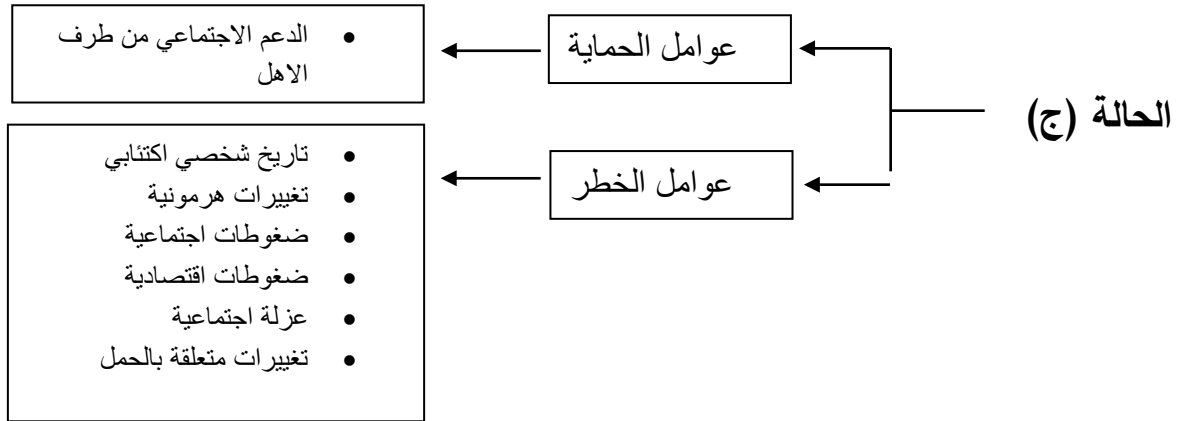 الحالة (ج)
عوامل الحماية
• الدعم الاجتماعي من طرف
الاهل
عوامل الخطر
• تاريخ شخصي اكتئابي
• تغييرات هرمونية
• ضغوطات اجتماعية
• ضغوطات اقتصادية
• عزلة اجتماعية
• تغييرات متعلقة بالحمل